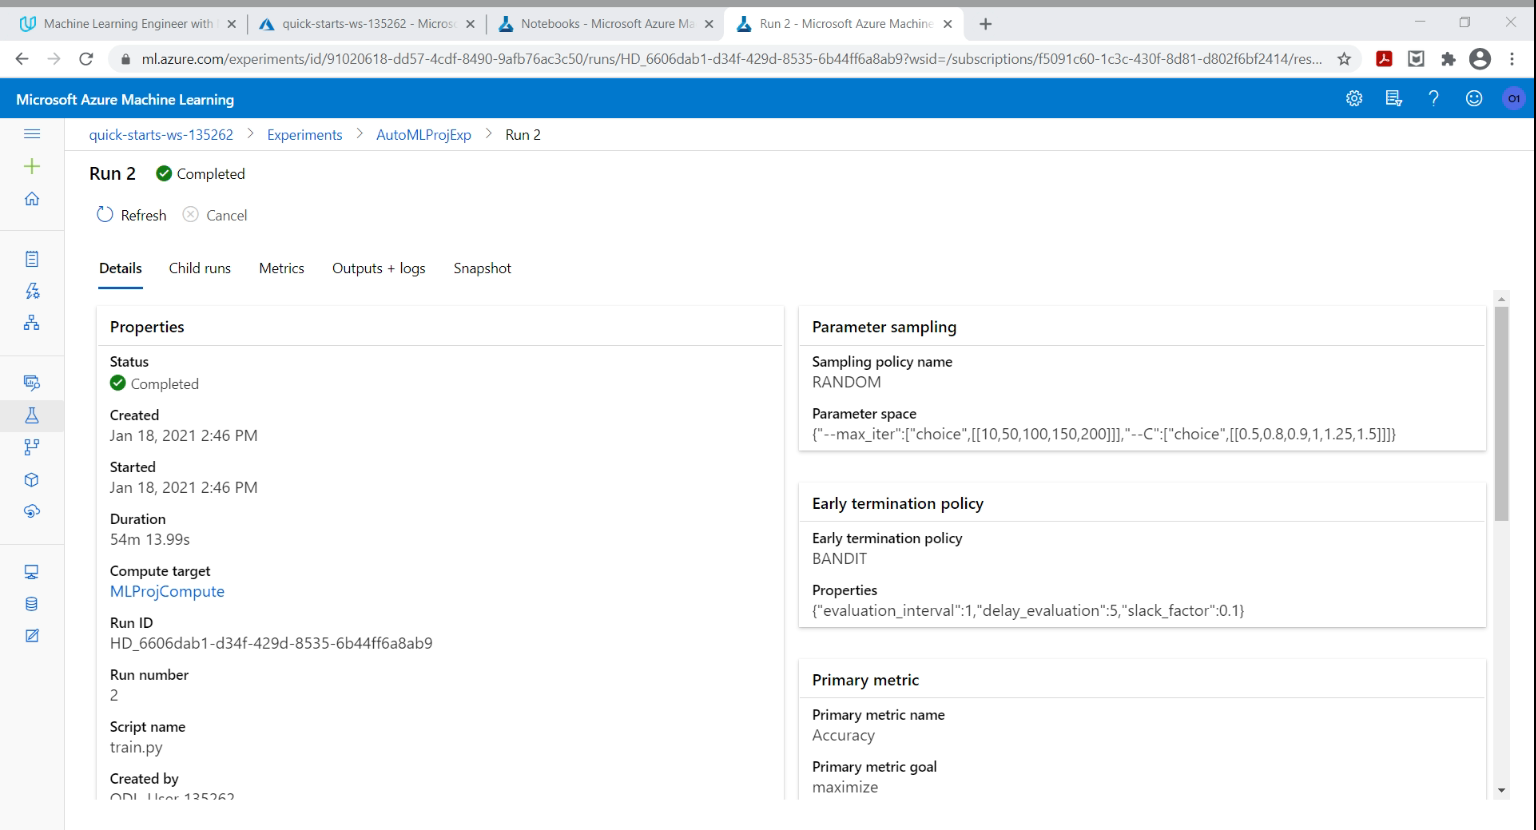 Machine Learning Engineer with
quick-starts-ws-135262 - Micros
Notebooks - Microsoft Azure Ma
Run 2 - Microsoft Azure Machine
ml.azure.com/experiments/id/91020618-dd57-4cdf-8490-9afb76ac3c50/runs/HD_6606dab1-d34f-429d-8535-6b44ff6a8ab9?wsid=/subscriptions/f5091c60-1c3c-430f-8d81-d802f6bf2414/res...
Microsoft Azure Machine Learning
O1
quick-starts-ws-135262 > Experiments > AutoMLProjExp > Run 2
Run 2 Completed
Refresh Cancel
Details Child runs Metrics Outputs + logs Snapshot
Properties
Status
Completed
Created
Jan 18, 2021 2:46 PM
Started
Jan 18, 2021 2:46 PM
Duration
54m 13.99s
Compute target
MLProjCompute
Run ID
HD_6606dab1-d34f-429d-8535-6b44ff6a8ab9
Run number
2
Script name
train.py
Created by
ODL_User 135262
Parameter sampling
Sampling policy name
RANDOM
Parameter space
{"--max_iter":["choice",[[10,50,100,150,200]]],"--C":["choice",[[0.5,0.8,0.9,1,1.25,1.5]]]}
Early termination policy
Early termination policy
BANDIT
Properties
{"evaluation_interval":1,"delay_evaluation":5,"slack_factor":0.1}
Primary metric
Primary metric name
Accuracy
Primary metric goal
maximize